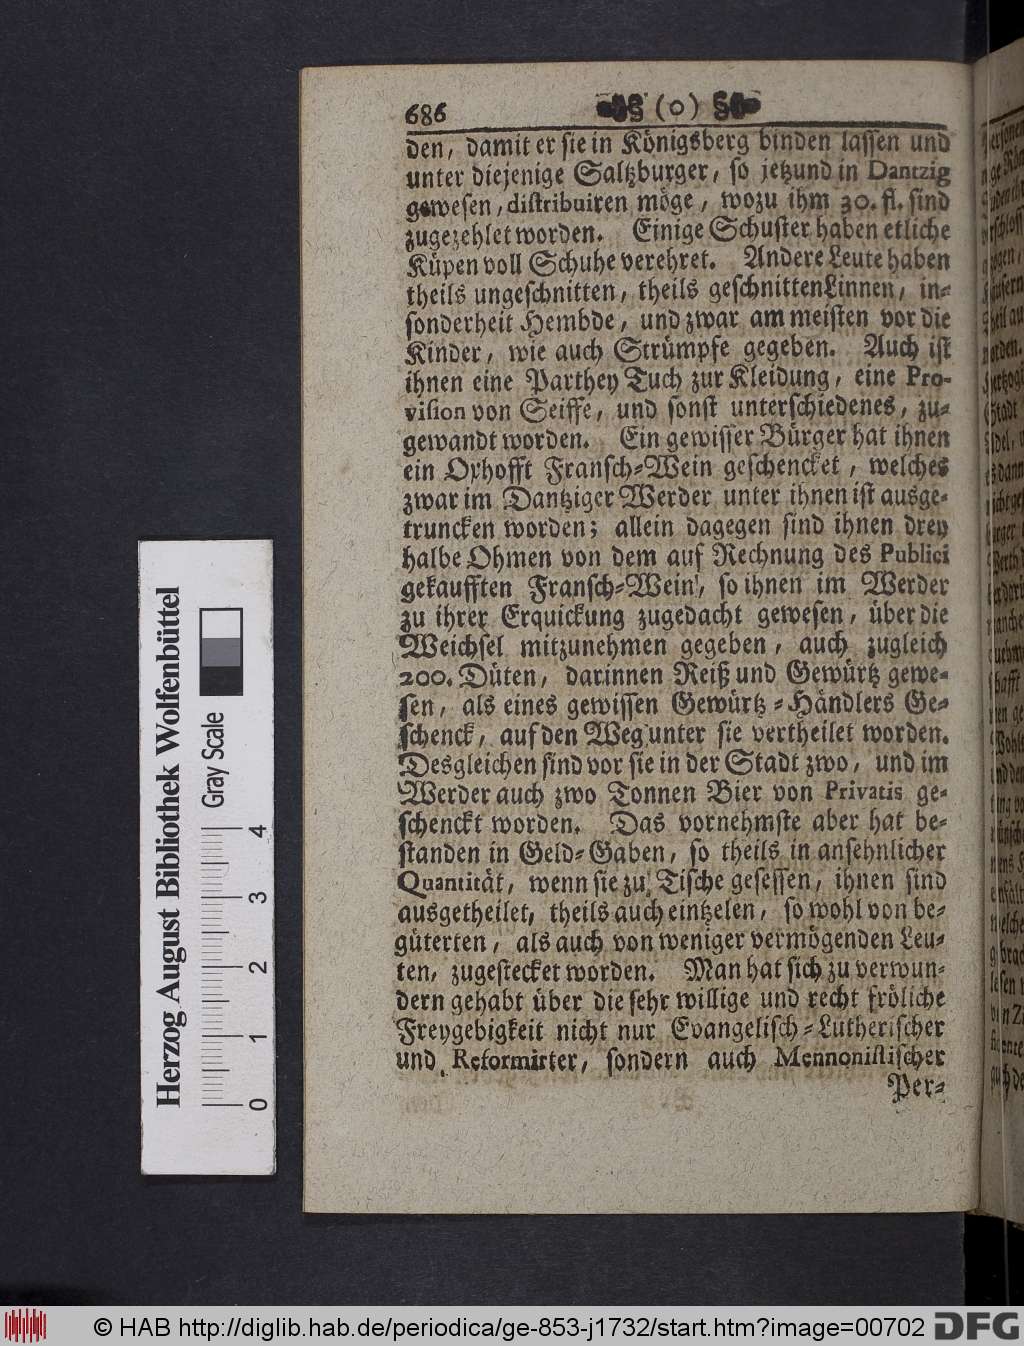 686 (o)
den, damit er sie in Königsberg binden lassen und
unter diejenige Saltzburger, so jetzund in Dantzig
gewesen, distribuiren möge, wozu ihm 30. fl. sind
zugezehlet worden. Einige Schuster haben etliche
Küpen voll Schuhe verehret. Andere Leute haben
theils ungeschnitten, theils geschnitten Linnen, in-
sonderheit Hembde, und zwar am meisten vor die
Kinder, wie auch Strümpfe gegeben. Auch ist
ihnen eine Parthey Tuch zur Kleidung, eine Pro-
vision von Seiffe, und sonst unterschiedenes, zu-
gewandt worden. Ein gewisser Bürger hat ihnen
ein Oxhofft Fransch-Wein geschencket, welches
zwar im Dantziger Werder unter ihnen ist ausge-
truncken worden; allein dagegen sind ihnen drey
halbe Ohmen von dem auf Rechnung des Publici
gekaufften Fransch-Wein, so ihnen im Werder
zu ihrer Erquickung zugedacht gewesen, über die
Weichsel mitzunehmen gegeben, auch zugleich
200. Düten, darinnen Reiß und Gewürtz gewe-
sen, als eines gewissen Gewürtz-Händlers Ge-
schenck, auf den Weg unter sie vertheilet worden.
Desgleichen sind vor sie in der Stadt zwo, und im
Werder auch zwo Tonnen Bier von Privatis ge-
schenckt worden. Das vornehmste aber hat be-
standen in Geld-Gaben, so theils in ansehnlicher
Quantität, wenn sie zu Tische gesessen, ihnen sind
ausgetheilet, theils auch eintzelen, so wohl von be-
güterten, als auch von weniger vermögenden Leu-
ten, zugestecket worden. Man hat sich zu verwun-
dern gehabt über die sehr willige und recht fröliche
Freygebigkeit nicht nur Evangelisch-Lutherischer
und Reformirter, sondern auch Mennonistischer
Per-
Herzog August Bibliothek Wolfenbüttel
Gray Scale
0 1 2 3 4
© HAB http://diglib.hab.de/periodica/ge-853-j1732/start.htm?image=00702 DFG